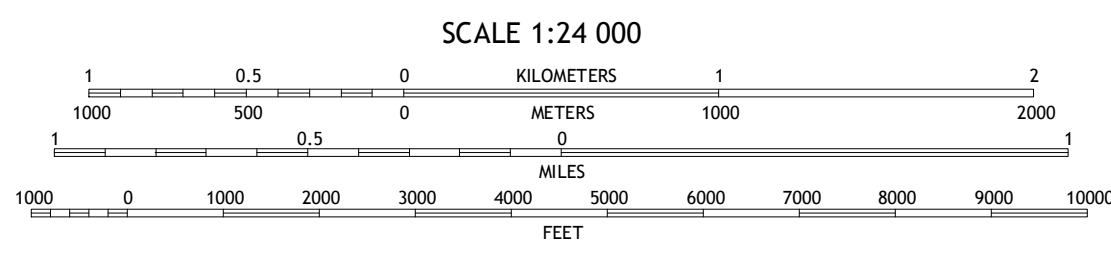 SCALE 1:24 000
1 0.5 0 KILOMETERS 1 2
1000 500 0 METERS 1000 2000
1 0.5 0 1
MILES
1000 0 1000 2000 3000 4000 5000 6000 7000 8000 9000 10000
FEET